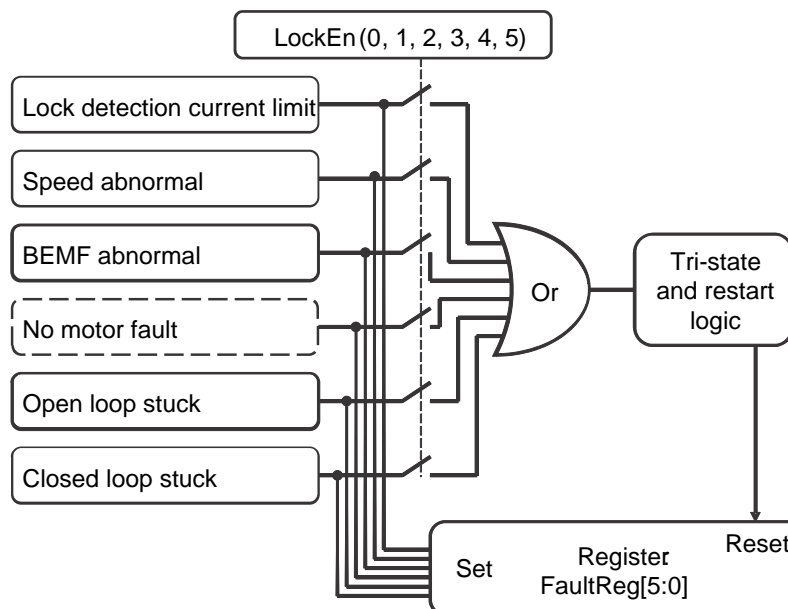 LockEn (0, 1, 2, 3, 4, 5)
Lock detection current limit
Speed abnormal
BEMF abnormal
No motor fault
Open loop stuck
Closed loop stuck
Or
Tri-state
and restart
logic
Reset
Set
Register:
FaultReg[5:0]